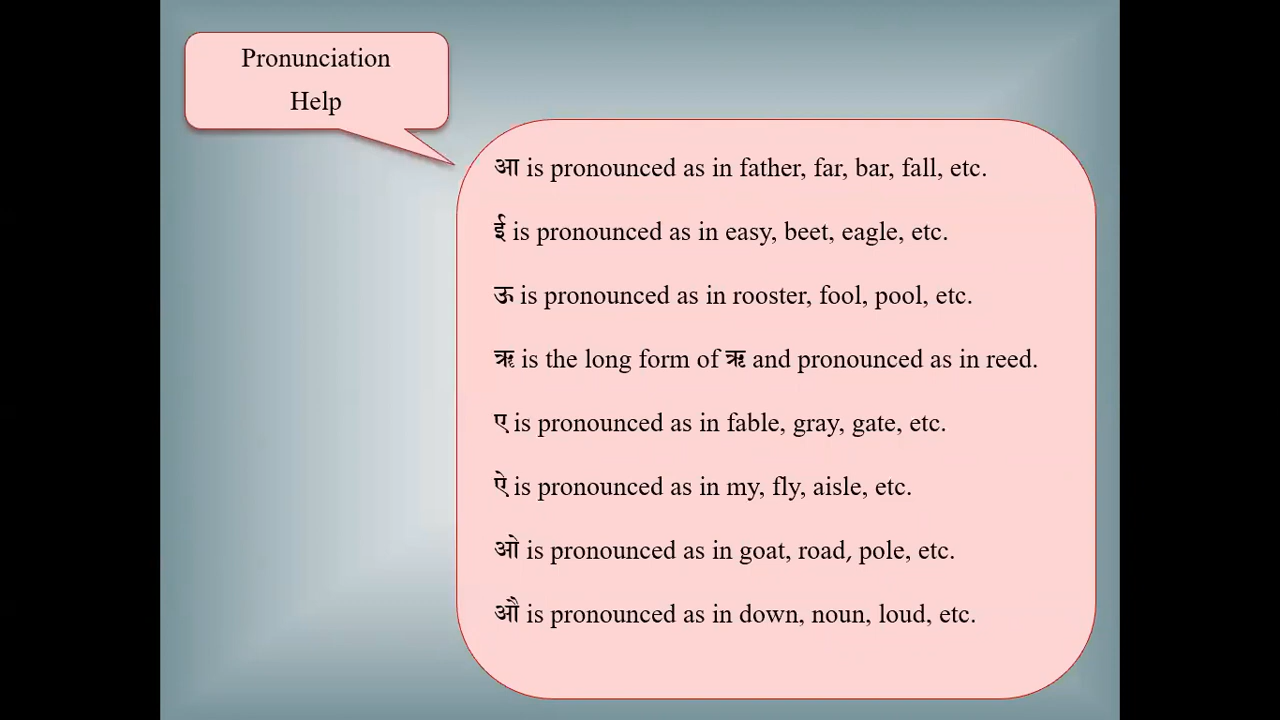 Pronunciation
Help
आ is pronounced as in father, far, bar, fall, etc.
ई is pronounced as in easy, beet, eagle, etc.
ऊ is pronounced as in rooster, fool, pool, etc.
ॠ is the long form of ऋ and pronounced as in reed.
ए is pronounced as in fable, gray, gate, etc.
ऐ is pronounced as in my, fly, aisle, etc.
ओ is pronounced as in goat, road, pole, etc.
औ is pronounced as in down, noun, loud, etc.